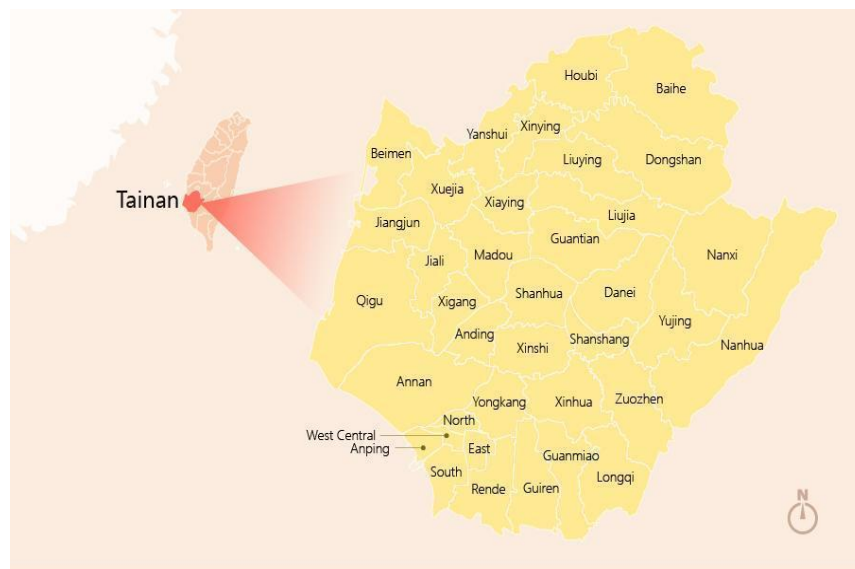 Houbi
Baihe
Yanshui
Xinying
Beimen
Liuying
Dongshan
Xuejia
Tainan
Xiaying
Jiangjun
Liujia
Guantian
Madou
Nanxi
Jiali
Qigu
Xigang
Shanhua
Danei
Yujing
Anding
Xinshi
Shanshang
Nanhua
Annan
Yongkang
Xinhua
Zuozhen
North
West Central
Anping
East
Guanmiao
South
Longqi
Rende
Guiren
N